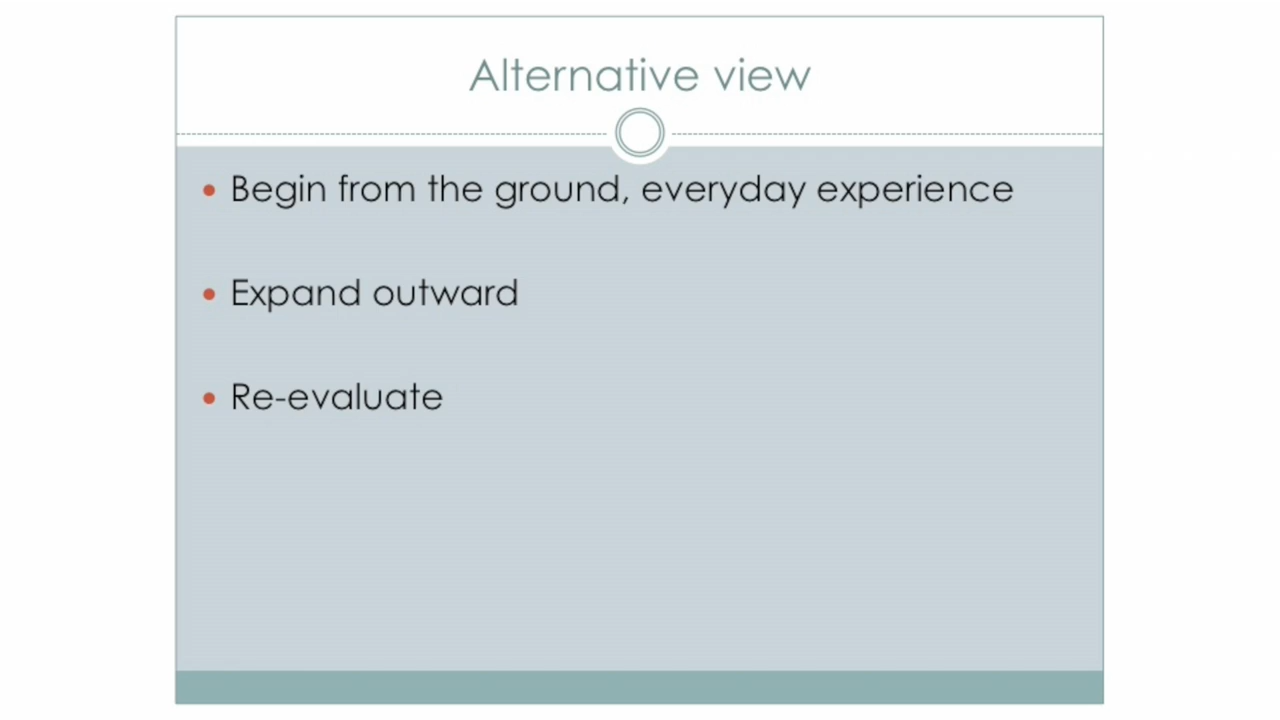 Alternative view
Begin from the ground, everyday experience
Expand outward
Re-evaluate